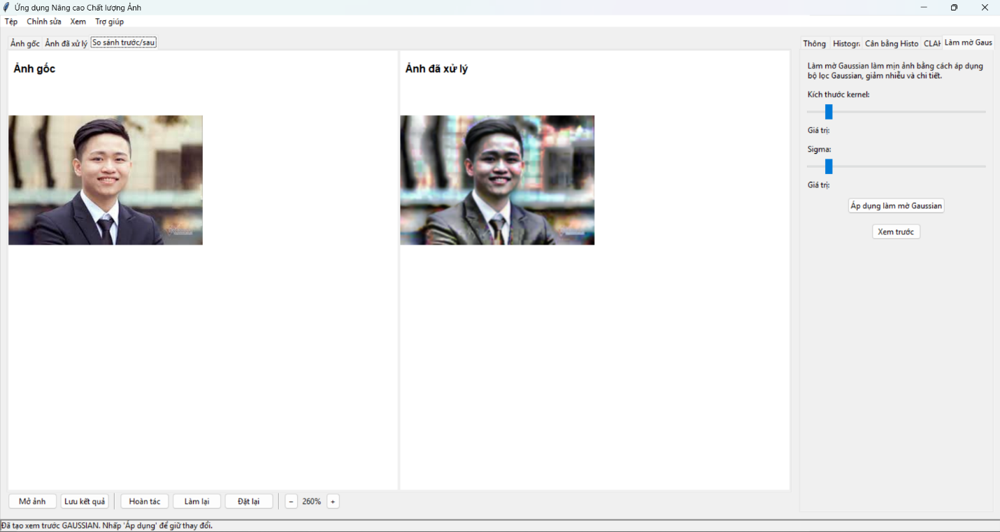 Ứng dụng Nâng cao Chất lượng Ảnh
Tệp Chỉnh sửa Xem Trợ giúp
Ảnh gốc Ảnh đã xử lý So sánh trước/sau
Thông Histogra Cân bằng Histo CLAH Làm mờ Gaus
Ảnh gốc
Ảnh đã xử lý
Làm mờ Gaussian làm mịn ảnh bằng cách áp dụng
bộ lọc Gaussian, giảm nhiễu và chi tiết.
Kích thước kernel:
Giá trị:
Sigma:
Giá trị:
Áp dụng làm mờ Gaussian
Xem trước
Mở ảnh Lưu kết quả Hoàn tác Làm lại Đặt lại − 260% +
Đã tạo xem trước GAUSSIAN. Nhấp 'Áp dụng' để giữ thay đổi.